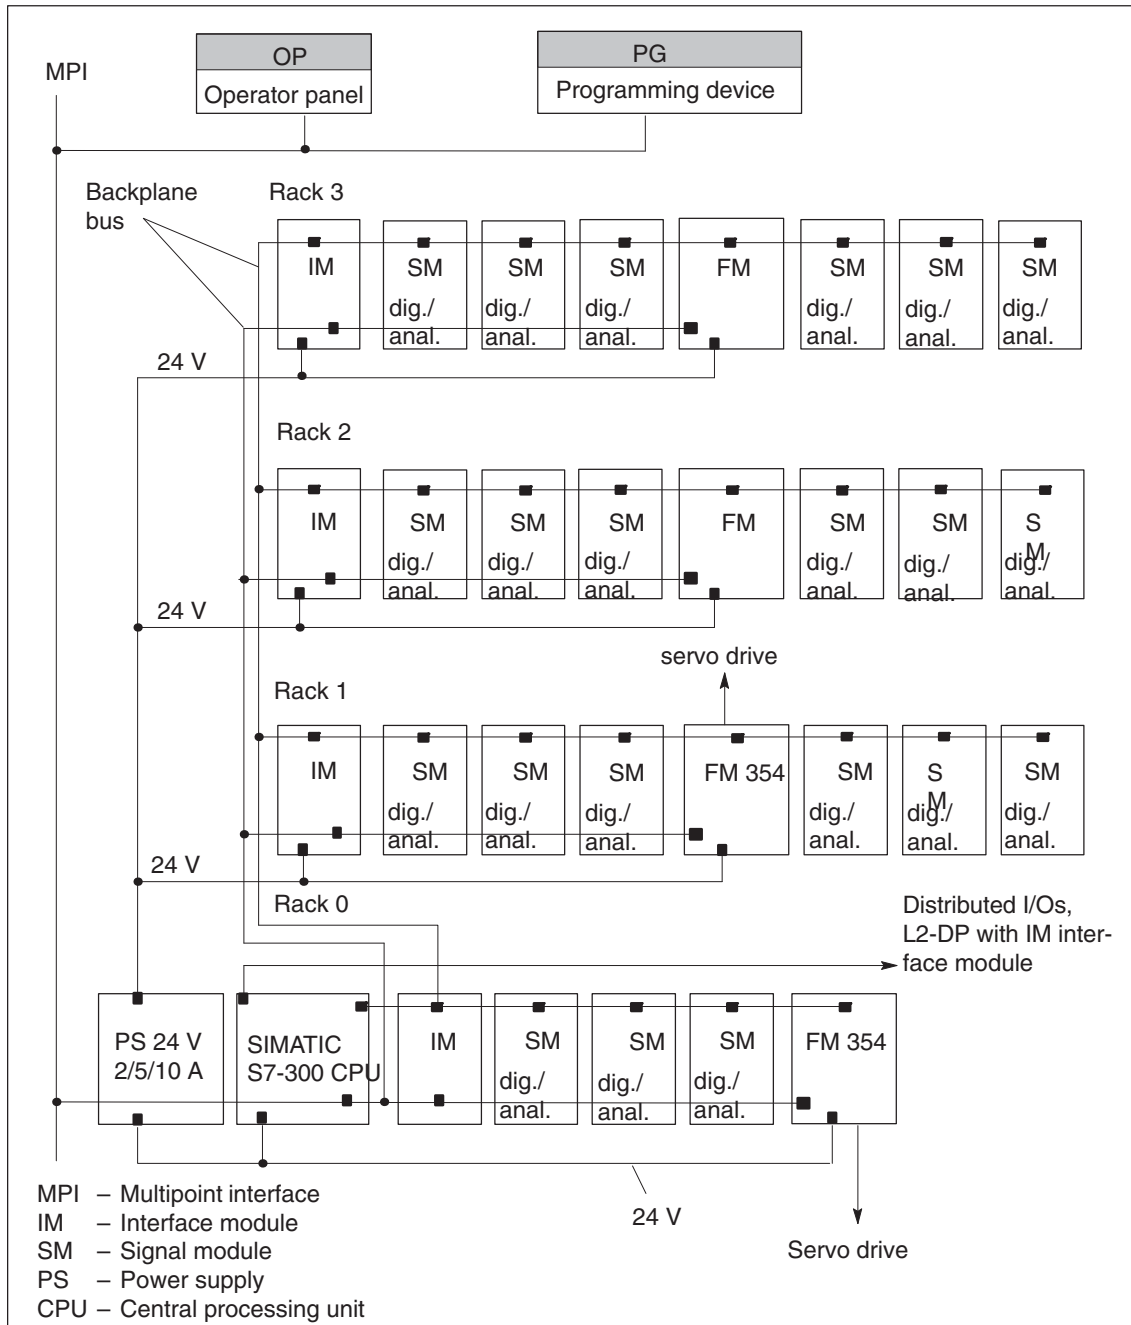 OP
PG
MPI
Operator panel
Programming device
Backplane
bus
Rack 3
IM
SM
SM
SM
FM
SM
SM
SM
dig./
anal.
dig./
anal.
dig./
anal.
dig./
anal.
dig./
anal.
dig./
anal.
24 V
Rack 2
IM
SM
SM
SM
FM
SM
SM
S
M
dig./
anal.
dig./
anal.
dig./
anal.
dig./
anal.
dig./
anal.
dig./
anal.
24 V
servo drive
Rack 1
IM
SM
SM
SM
FM 354
SM
S
M
SM
dig./
anal.
dig./
anal.
dig./
anal.
dig./
anal.
dig./
anal.
dig./
anal.
24 V
Rack 0
Distributed I/Os,
L2-DP with IM inter-
face module
PS 24 V
2/5/10 A
SIMATIC
S7-300 CPU
IM
SM
SM
SM
FM 354
dig./
anal.
dig./
anal.
dig./
anal.
24 V
Servo drive
MPI – Multipoint interface
IM – Interface module
SM – Signal module
PS – Power supply
CPU – Central processing unit